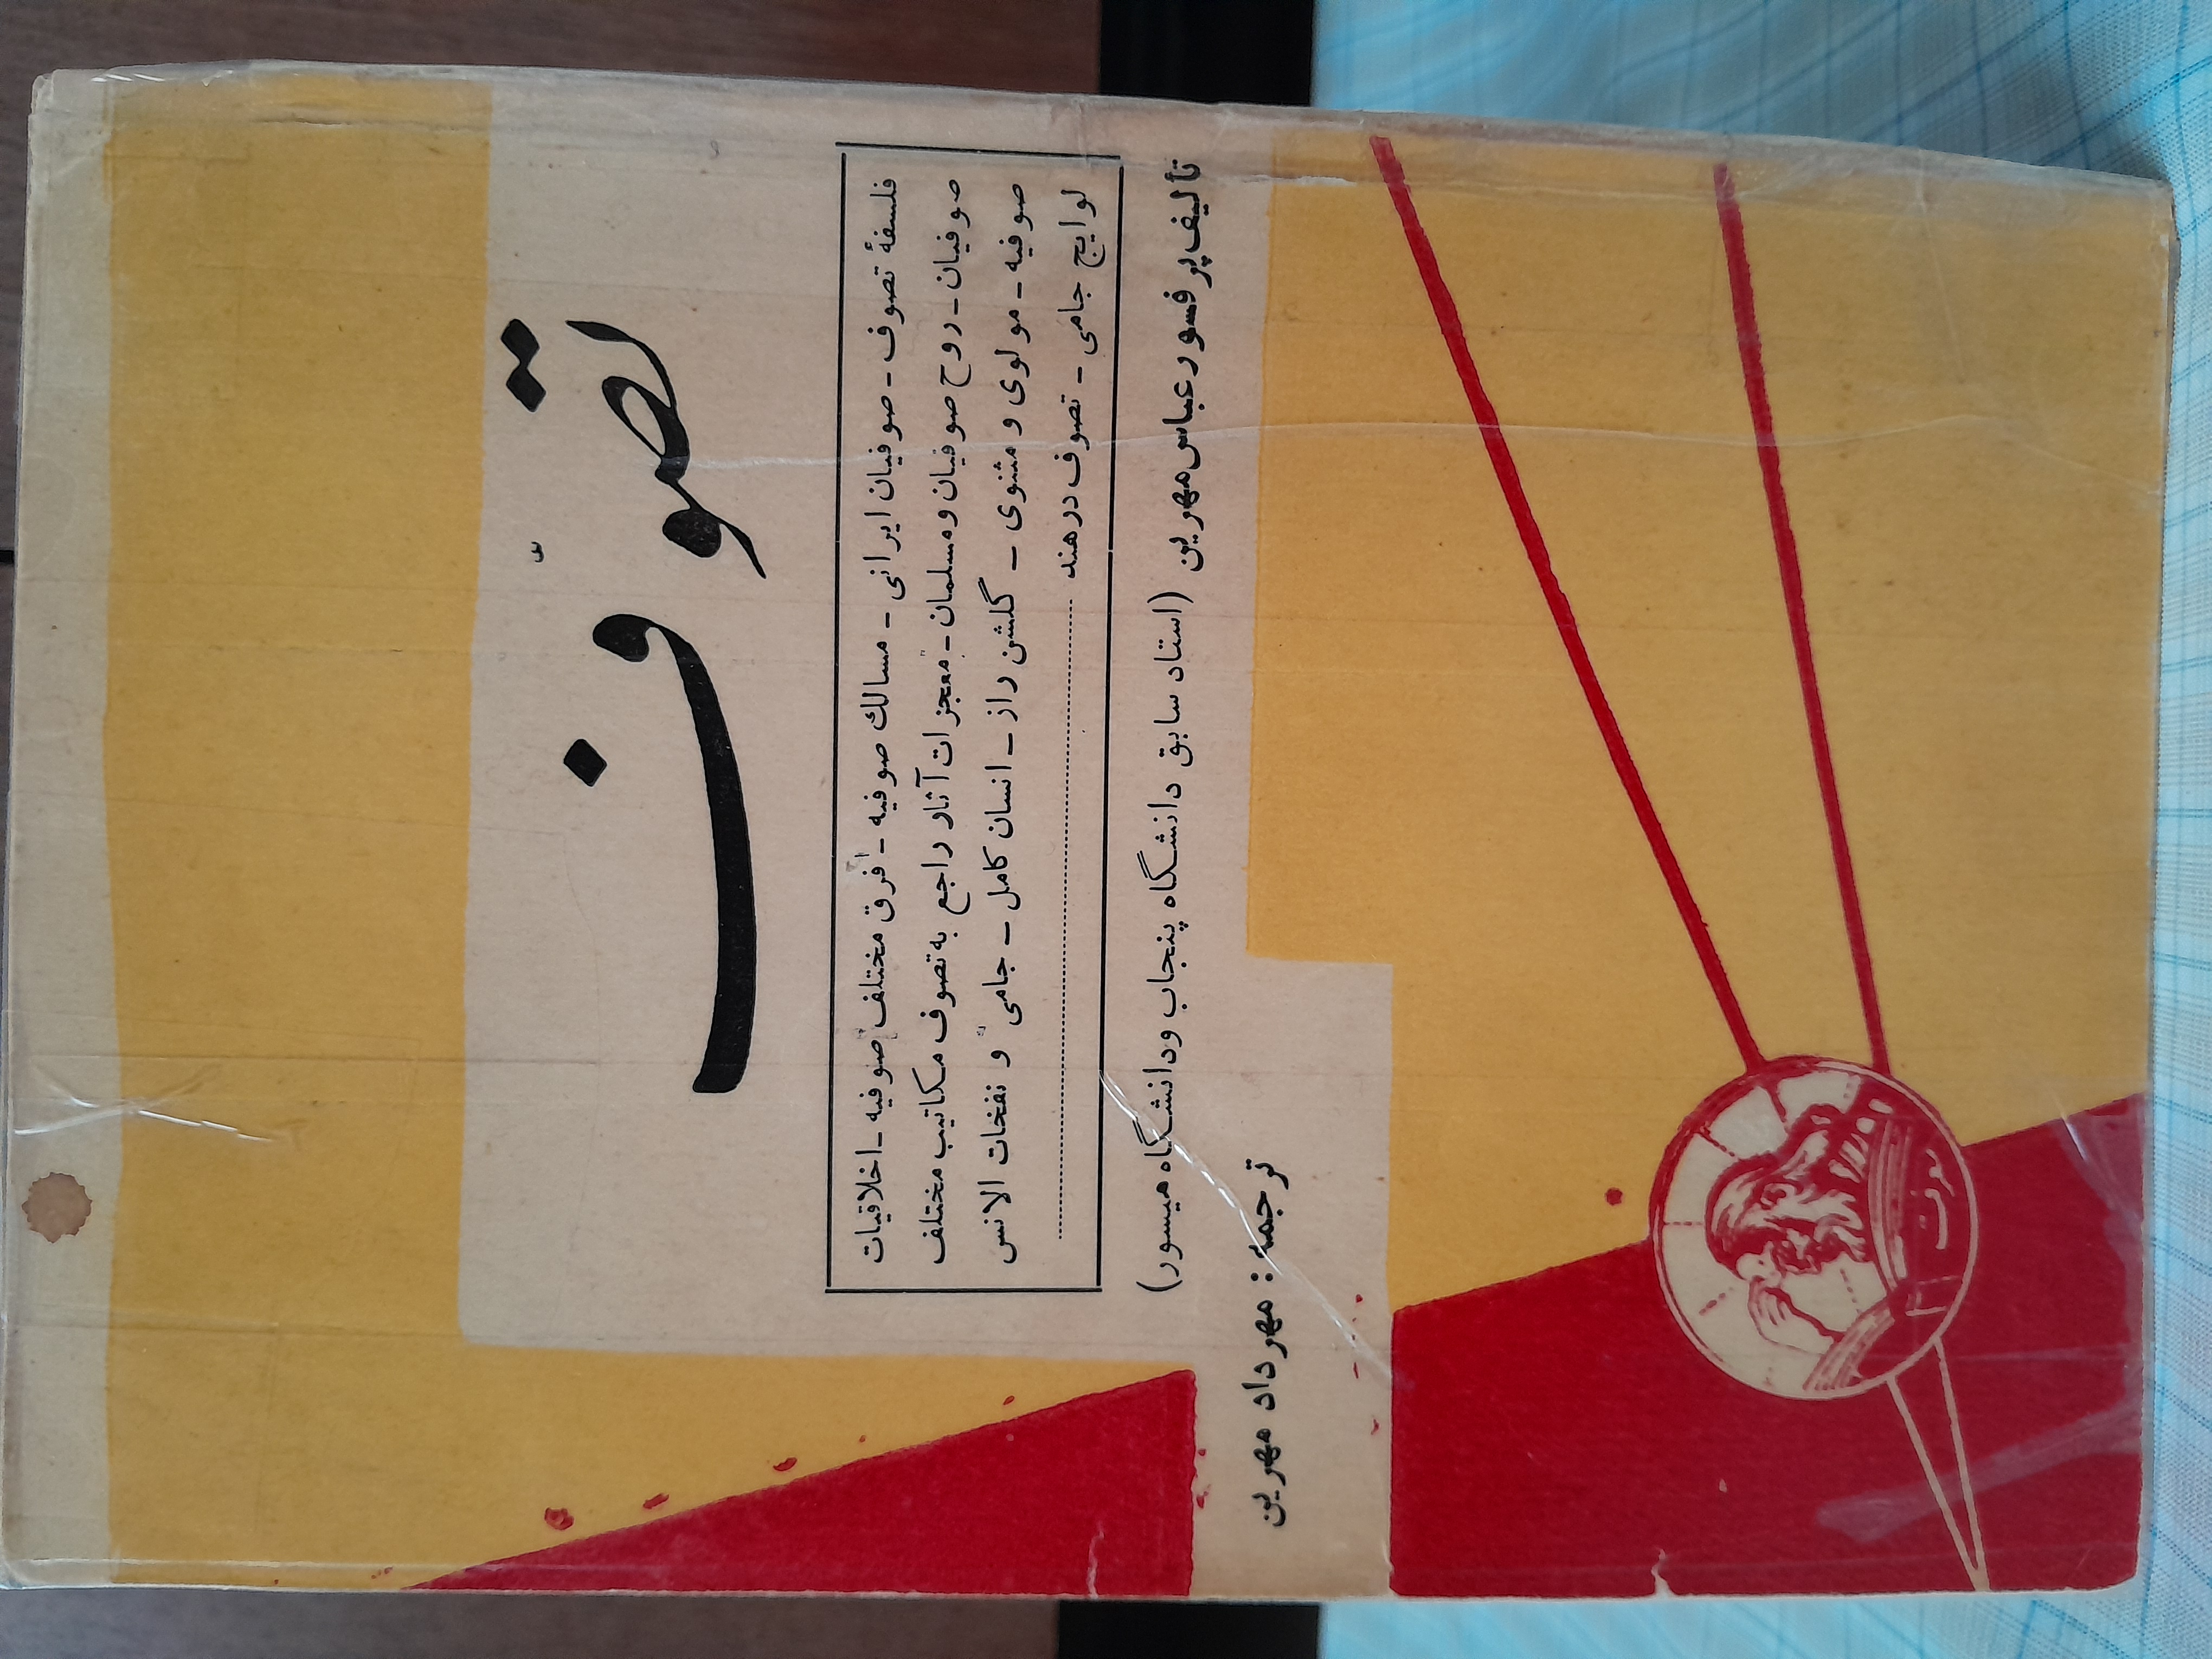 تصوف
فلسفهٔ تصوف - صوفیان ایرانی - مسالك صوفیه - فرق مختلف صوفیه - اخلاقیات
صوفیان - روح صوفیان و مسلمان - معجزات آثار راجع به تصوف مکاتیب مختلف
صوفیه - مولوی و مثنوی - گلشن راز - انسان کامل - جامی و نفخات الانس
لوایح جامی - تصوف در هند
تألیف پرفسور عباس مهرین (استاد سابق دانشگاه پنجاب و دانشگاه میسور)
ترجمهٔ : مهرداد مهرین